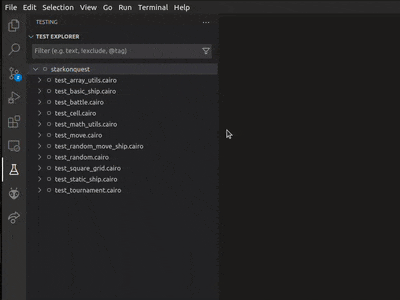 File Edit Selection View Go Run Terminal Help
TESTING ...
TEST EXPLORER
Filter (e.g. text, !exclude, @tag)
starkonquest
test_array_utils.cairo
test_basic_ship.cairo
test_battle.cairo
test_cell.cairo
test_math_utils.cairo
test_move.cairo
test_random_move_ship.cairo
test_random.cairo
test_square_grid.cairo
test_static_ship.cairo
test_tournament.cairo